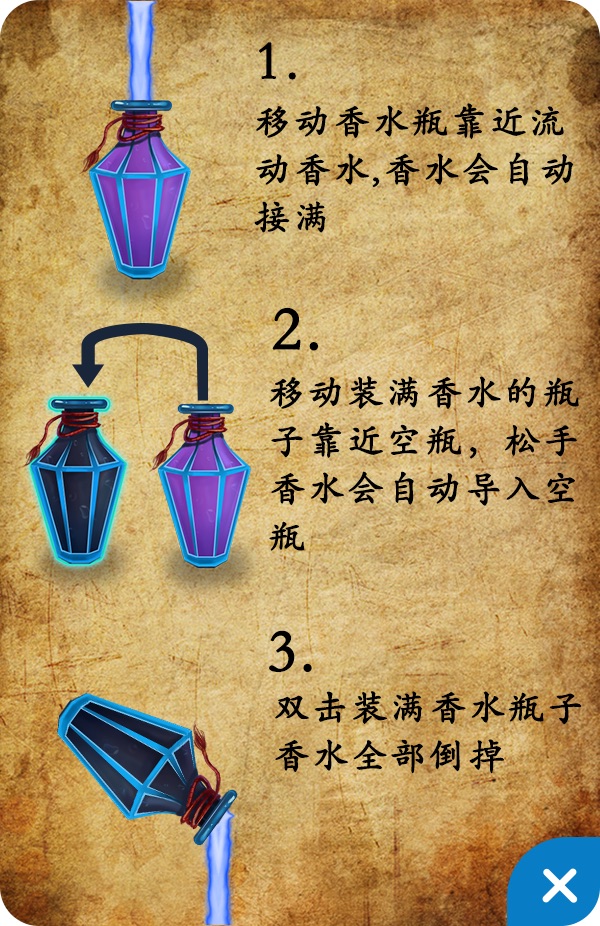 1.
移动香水瓶靠近流
动香水,香水会自动
接满
2.
移动装满香水的瓶
子靠近空瓶，松手
香水会自动导入空
瓶
3.
双击装满香水瓶子
香水全部倒掉